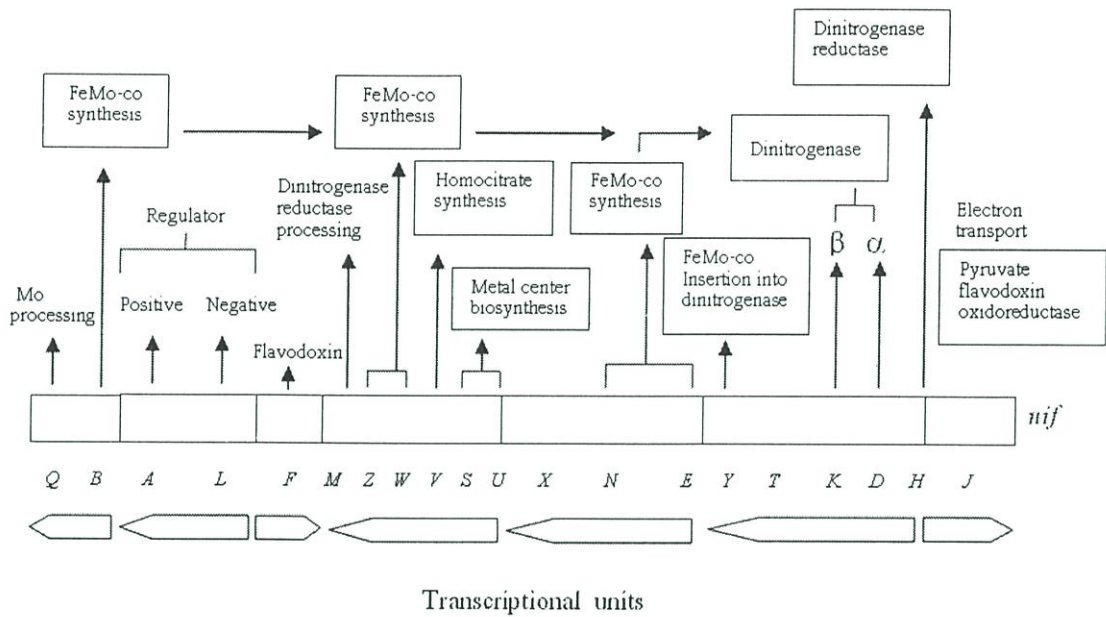 Dinitrogenase
reductase
FeMo-co
synthesis
FeMo-co
synthesis
Dinitrogenase
Dinitrogenase
reductase
processing
Homocitrate
synthesis
FeMo-co
synthesis
Regulator
β α
Electron
transport
FeMo-co
Insertion into
dinitrogenase
Pyruvate
flavodoxin
oxidoreductase
Metal center
biosynthesis
Mo
processing
Positive
Negative
Flavodoxin
nif
Q B A L F M Z W V S U X N E Y T K D H J
Transcriptional units